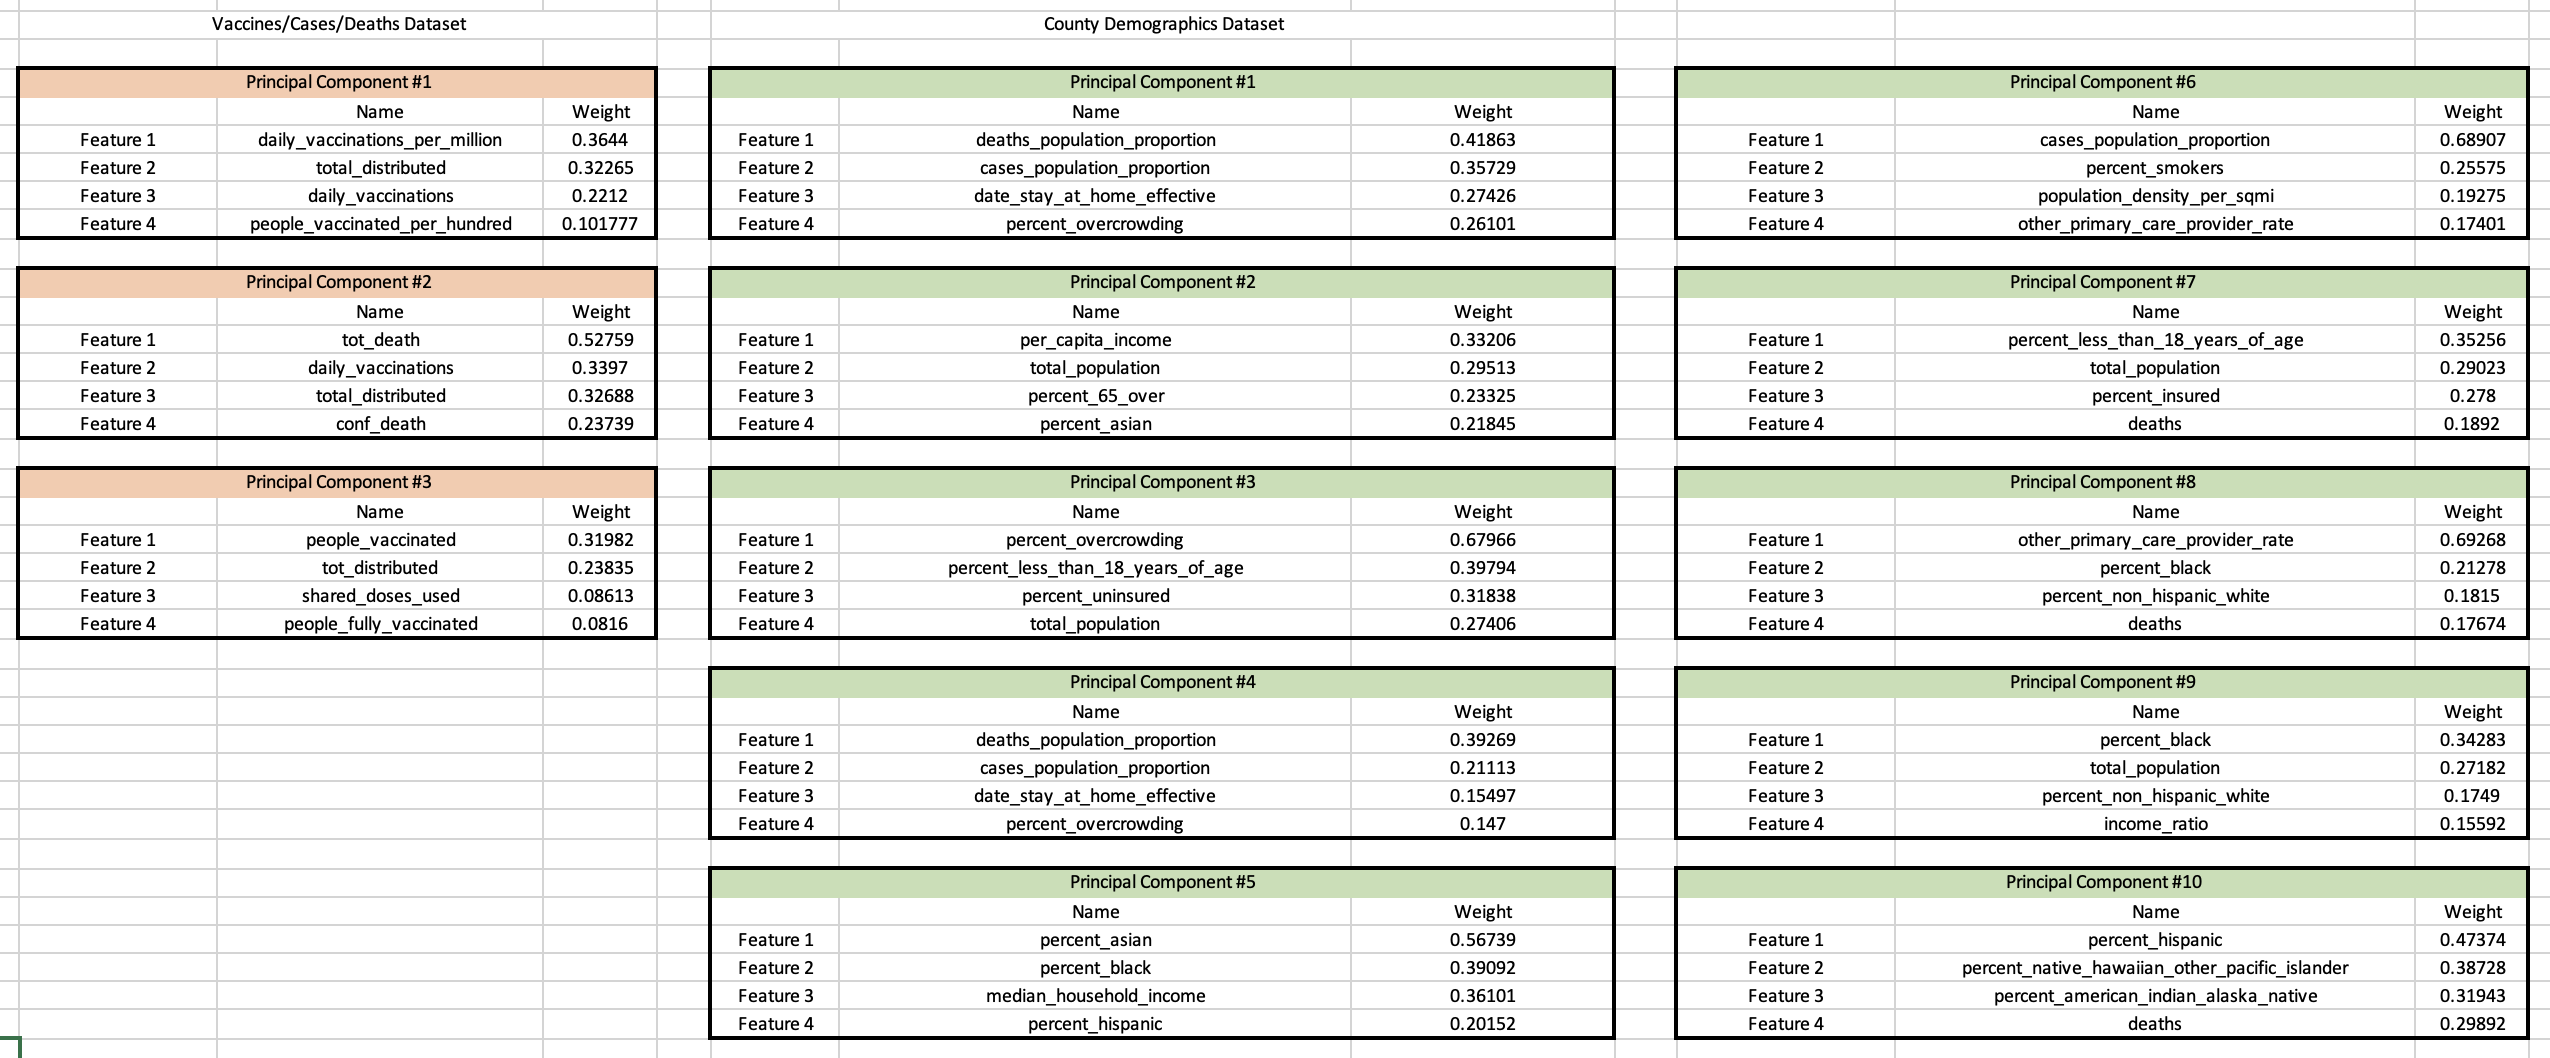 Vaccines/Cases/Deaths Dataset
Principal Component #1
Name Weight
Feature 1 daily_vaccinations_per_million 0.3644
Feature 2 total_distributed 0.32265
Feature 3 daily_vaccinations 0.2212
Feature 4 people_vaccinated_per_hundred 0.101777
Principal Component #2
Name Weight
Feature 1 tot_death 0.52759
Feature 2 daily_vaccinations 0.3397
Feature 3 total_distributed 0.32688
Feature 4 conf_death 0.23739
Principal Component #3
Name Weight
Feature 1 people_vaccinated 0.31982
Feature 2 tot_distributed 0.23835
Feature 3 shared_doses_used 0.08613
Feature 4 people_fully_vaccinated 0.0816
County Demographics Dataset
Principal Component #1
Name Weight
Feature 1 deaths_population_proportion 0.41863
Feature 2 cases_population_proportion 0.35729
Feature 3 date_stay_at_home_effective 0.27426
Feature 4 percent_overcrowding 0.26101
Principal Component #2
Name Weight
Feature 1 per_capita_income 0.33206
Feature 2 total_population 0.29513
Feature 3 percent_65_over 0.23325
Feature 4 percent_asian 0.21845
Principal Component #3
Name Weight
Feature 1 percent_overcrowding 0.67966
Feature 2 percent_less_than_18_years_of_age 0.39794
Feature 3 percent_uninsured 0.31838
Feature 4 total_population 0.27406
Principal Component #4
Name Weight
Feature 1 deaths_population_proportion 0.39269
Feature 2 cases_population_proportion 0.21113
Feature 3 date_stay_at_home_effective 0.15497
Feature 4 percent_overcrowding 0.147
Principal Component #5
Name Weight
Feature 1 percent_asian 0.56739
Feature 2 percent_black 0.39092
Feature 3 median_household_income 0.36101
Feature 4 percent_hispanic 0.20152
Principal Component #6
Name Weight
Feature 1 cases_population_proportion 0.68907
Feature 2 percent_smokers 0.25575
Feature 3 population_density_per_sqmi 0.19275
Feature 4 other_primary_care_provider_rate 0.17401
Principal Component #7
Name Weight
Feature 1 percent_less_than_18_years_of_age 0.35256
Feature 2 total_population 0.29023
Feature 3 percent_insured 0.278
Feature 4 deaths 0.1892
Principal Component #8
Name Weight
Feature 1 other_primary_care_provider_rate 0.69268
Feature 2 percent_black 0.21278
Feature 3 percent_non_hispanic_white 0.1815
Feature 4 deaths 0.17674
Principal Component #9
Name Weight
Feature 1 percent_black 0.34283
Feature 2 total_population 0.27182
Feature 3 percent_non_hispanic_white 0.1749
Feature 4 income_ratio 0.15592
Principal Component #10
Name Weight
Feature 1 percent_hispanic 0.47374
Feature 2 percent_native_hawaiian_other_pacific_islander 0.38728
Feature 3 percent_american_indian_alaska_native 0.31943
Feature 4 deaths 0.29892